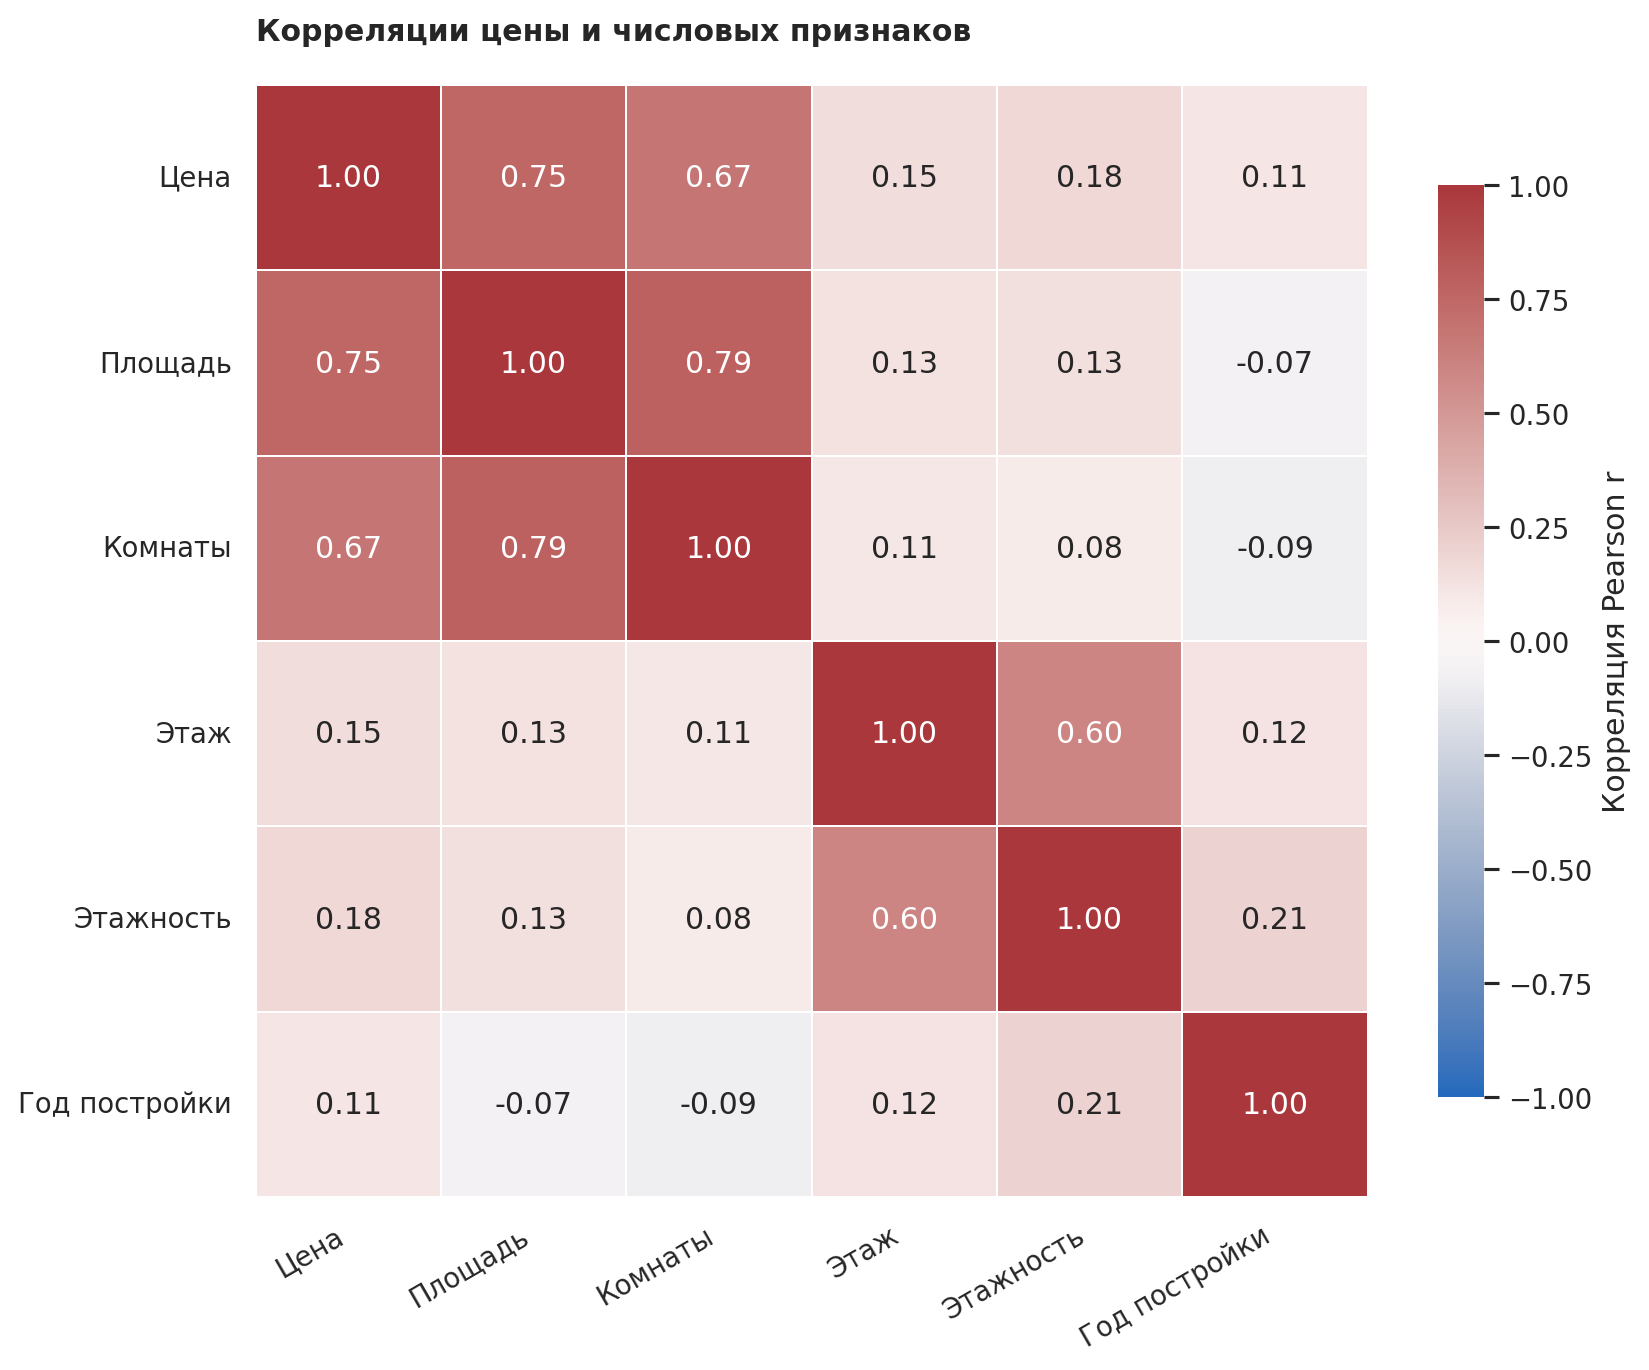 Корреляции цены и числовых признаков
Цена 1.00 0.75 0.67 0.15 0.18 0.11
Площадь 0.75 1.00 0.79 0.13 0.13 -0.07
Комнаты 0.67 0.79 1.00 0.11 0.08 -0.09
Этаж 0.15 0.13 0.11 1.00 0.60 0.12
Этажность 0.18 0.13 0.08 0.60 1.00 0.21
Год постройки 0.11 -0.07 -0.09 0.12 0.21 1.00
Цена Площадь Комнаты Этаж Этажность Год постройки
1.00
0.75
0.50
0.25
0.00
−0.25
−0.50
−0.75
−1.00
Корреляция Pearson r